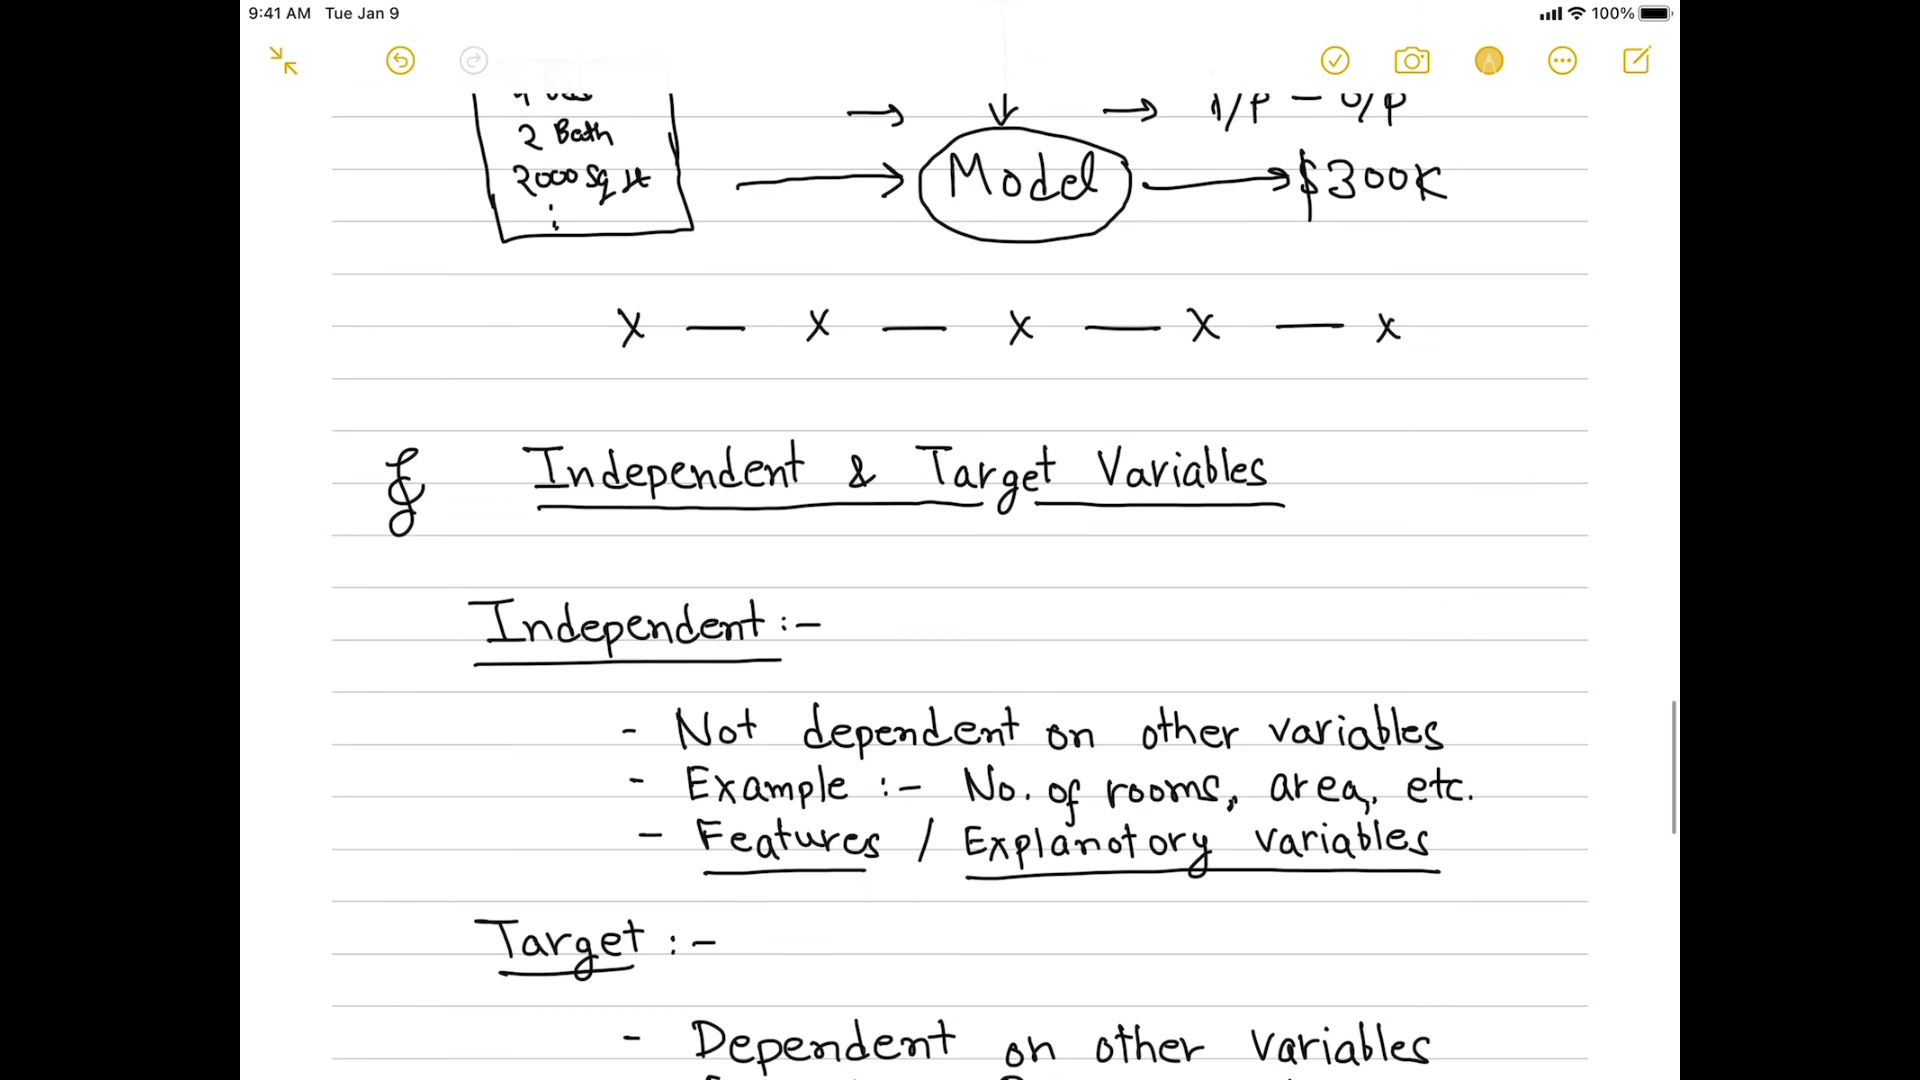 9:41 AM Tue Jan 9 100%
2 Bath
2000 Sq ft
:
Model
$300K
I/P - O/P
x — x — x — x — x
Independent & Target Variables
Independent :-
- Not dependent on other variables
- Example :- No. of rooms, area, etc.
- Features / Explanotory variables
Target :-
- Dependent on other variables